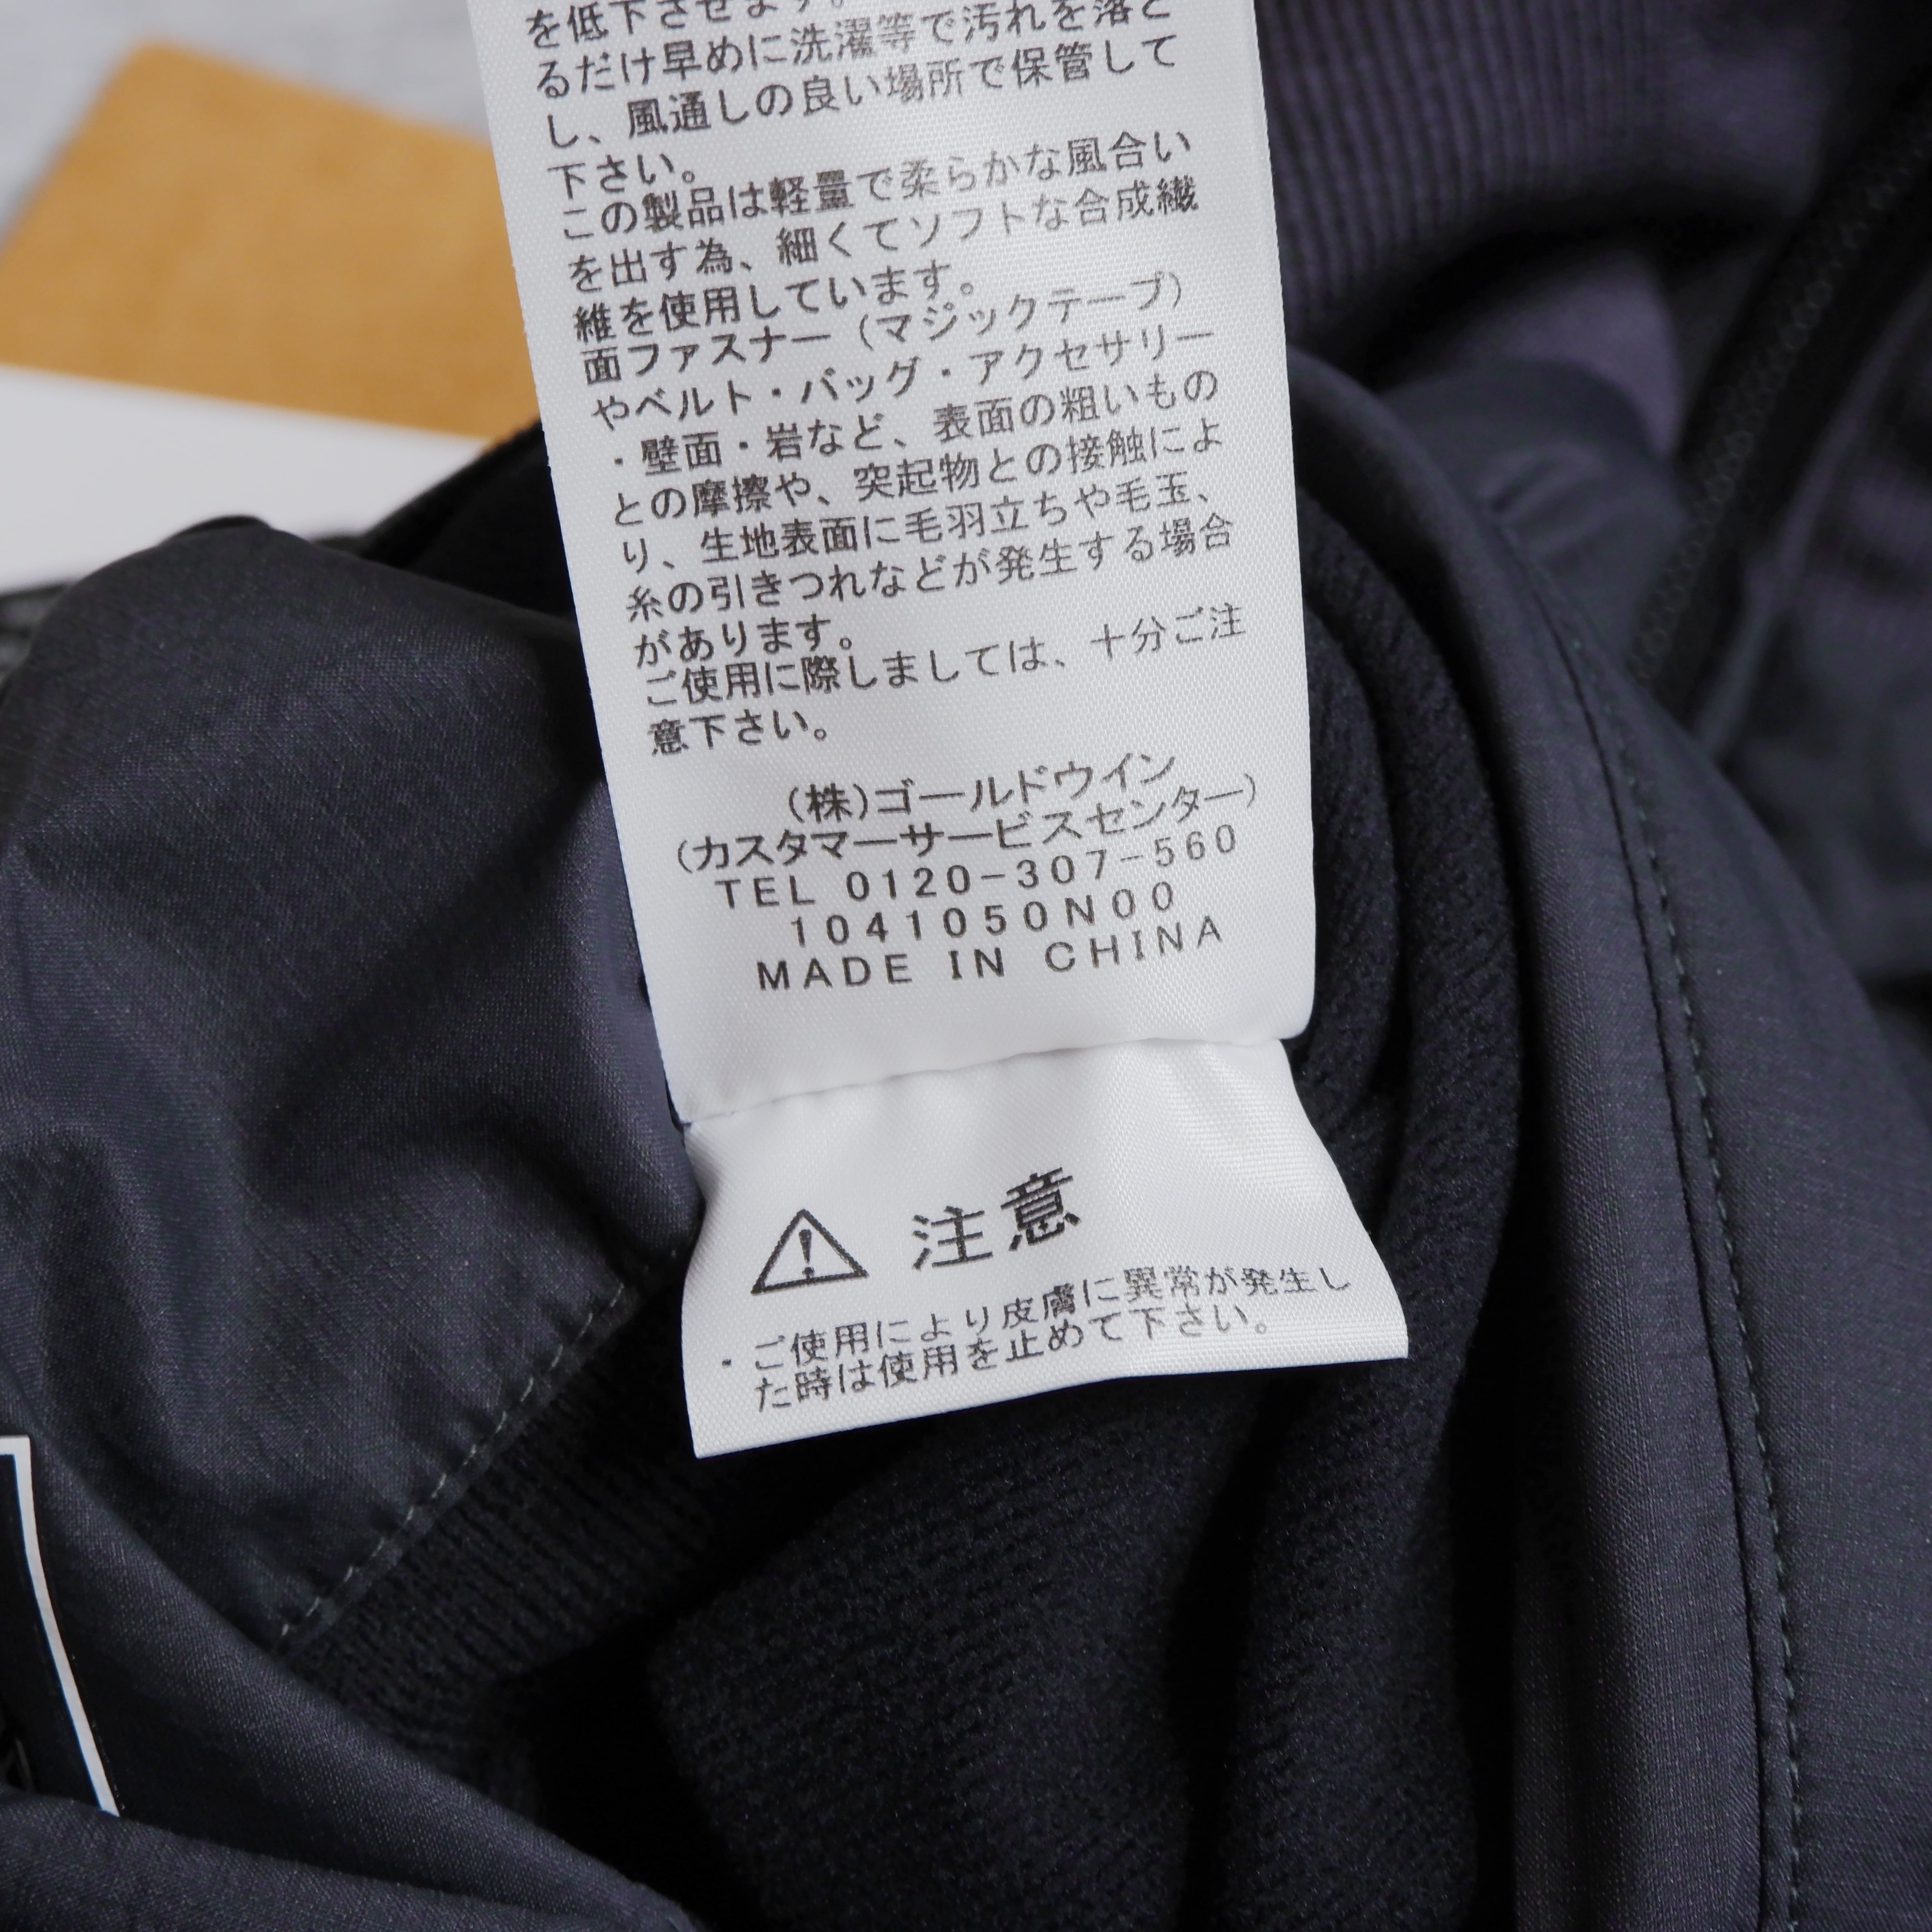 を低下させます。
るだけ早めに洗濯等で汚れを落と
し、風通しの良い場所で保管して
下さい。
この製品は軽量で柔らかな風合い
を出す為、細くてソフトな合成繊
維を使用しています。
面ファスナー（マジックテープ）
やベルト・バッグ・アクセサリー
・壁面・岩など、表面の粗いもの
との摩擦や、突起物との接触によ
り、生地表面に毛羽立ちや毛玉、
糸の引きつれなどが発生する場合
があります。
ご使用に際しましては、十分ご注
意下さい。
(株)ゴールドウイン
(カスタマーサービスセンター)
TEL 0120-307-560
1041050N00
MADE IN CHINA
注意
・ご使用により皮膚に異常が発生し
た時は使用を止めて下さい。